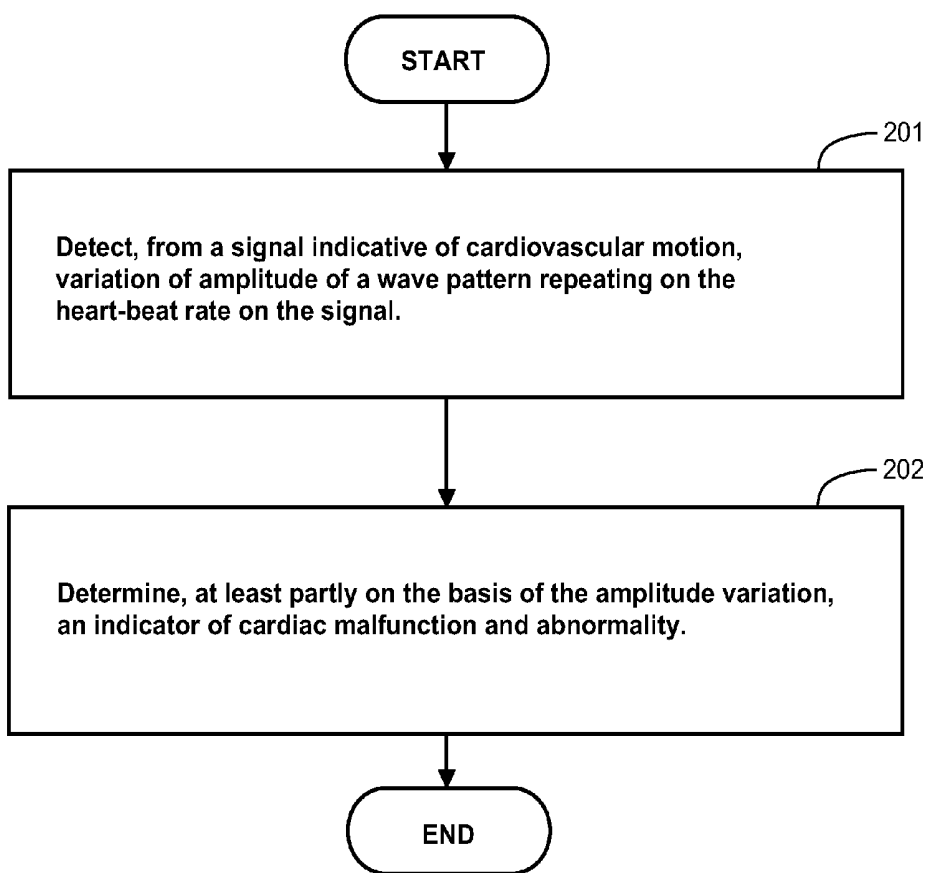 START
201
Detect, from a signal indicative of cardiovascular motion,
variation of amplitude of a wave pattern repeating on the
heart-beat rate on the signal.
202
Determine, at least partly on the basis of the amplitude variation,
an indicator of cardiac malfunction and abnormality.
END